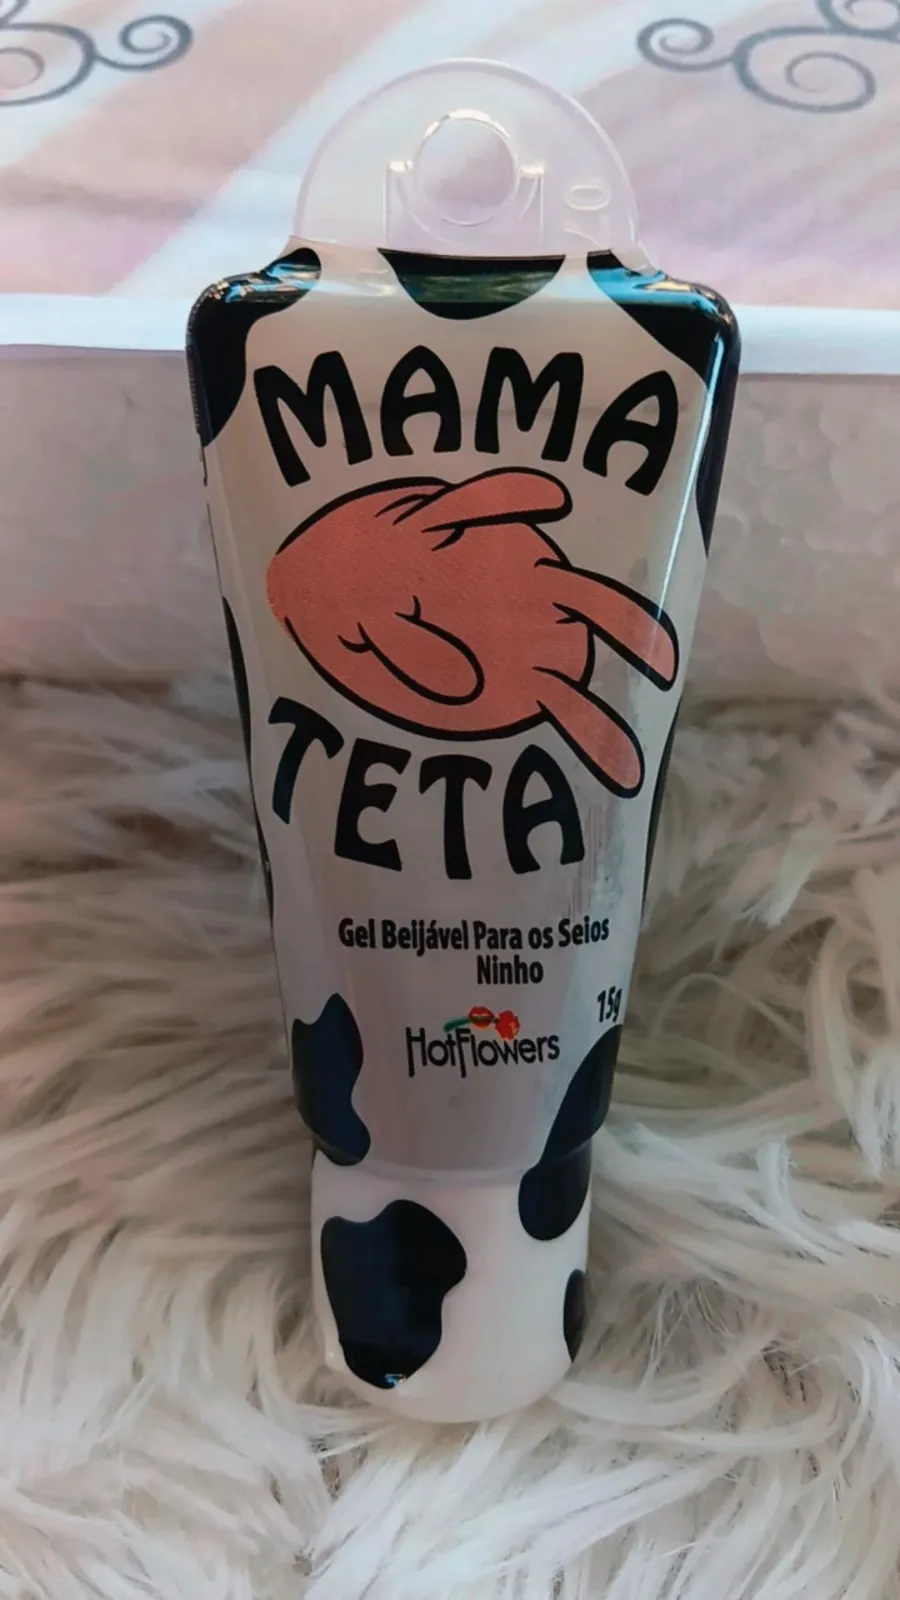 MAMA
TETA
Gel Beijável Para os Seios
Ninho
15g
HotFlowers